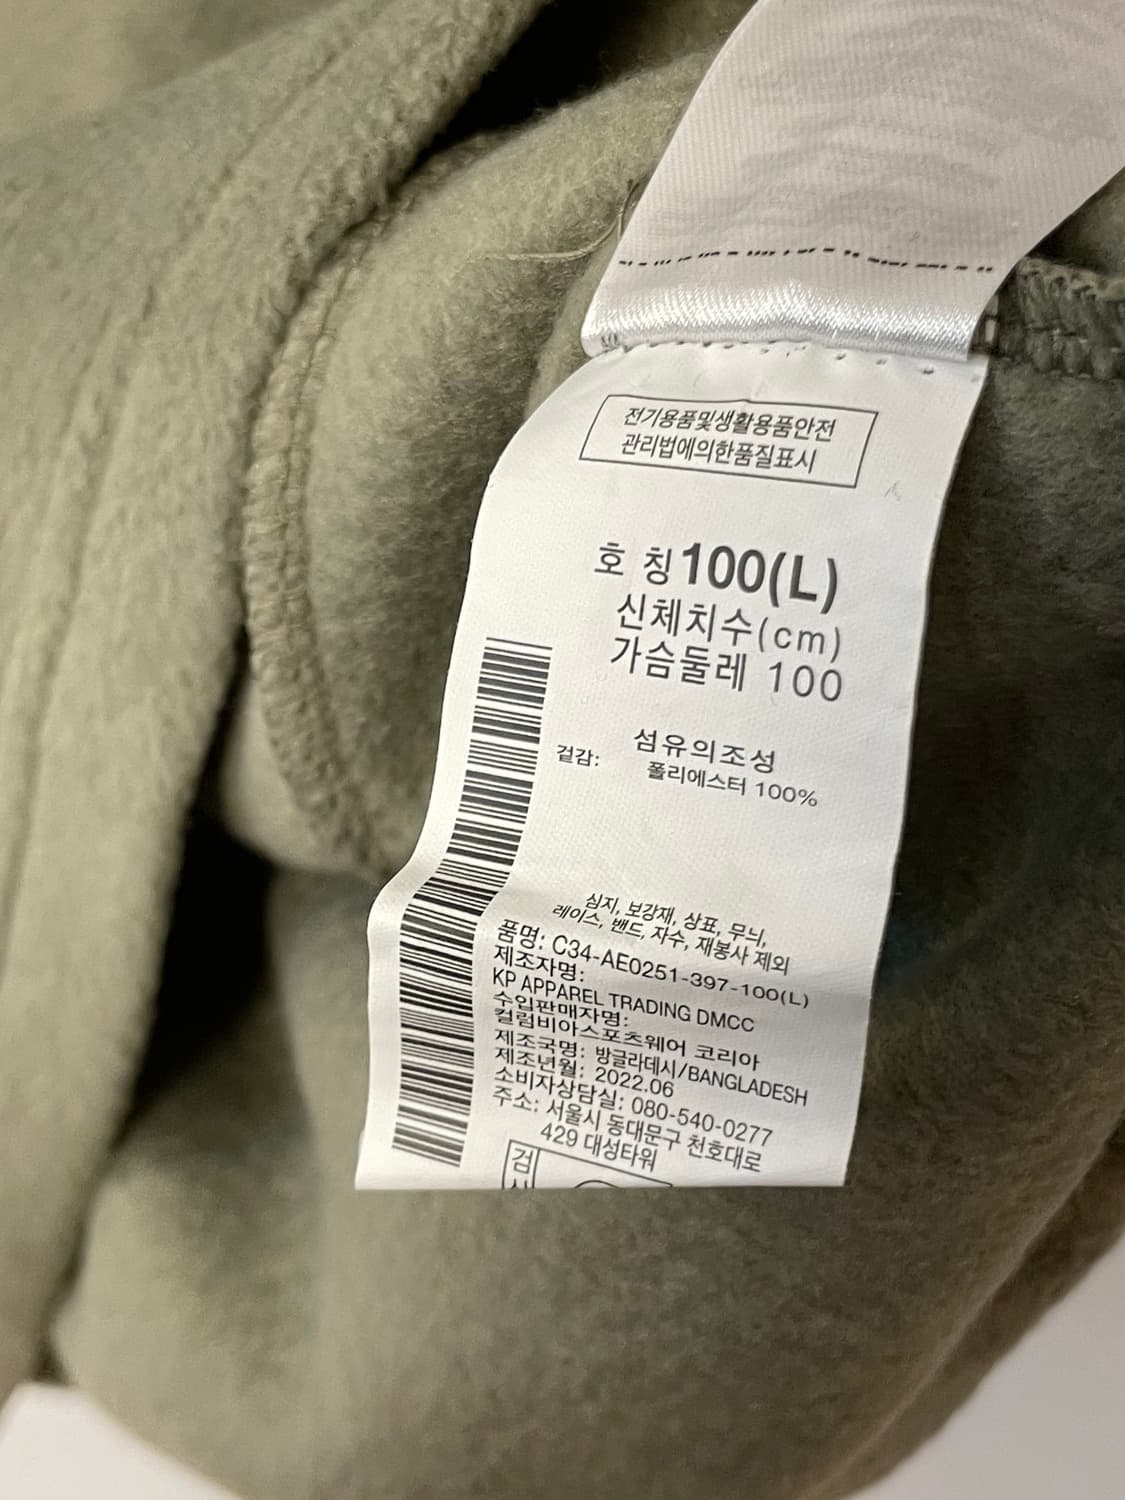 전기용품및생활용품안전
관리법에의한품질표시
호 칭 100(L)
신체치수(cm)
가슴둘레 100
섬유의조성
겉감: 폴리에스터 100%
심지, 보강재, 상표, 무늬,
레이스, 밴드, 자수, 재봉사 제외
품명: C34-AE0251-397-100(L)
제조자명:
KP APPAREL TRADING DMCC
수입판매자명:
컬럼비아스포츠웨어 코리아
제조국명: 방글라데시/BANGLADESH
제조년월: 2022.06
소비자상담실: 080-540-0277
주소: 서울시 동대문구 천호대로
429 대성타워
검